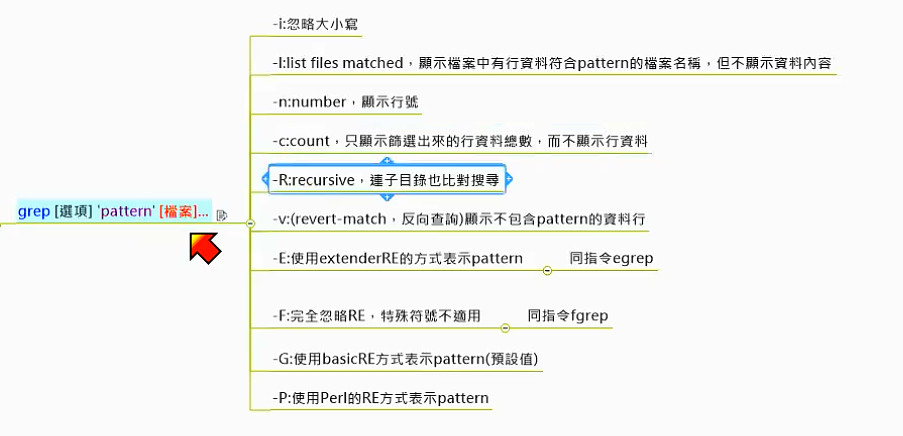 -i:忽略大小寫
-l:list files matched，顯示檔案中有行資料符合pattern的檔案名稱，但不顯示資料內容
-n:number，顯示行號
-c:count，只顯示篩選出來的行資料總數，而不顯示行資料
-R:recursive，連子目錄也比對搜尋
grep [選項] 'pattern' [檔案]...
-v:(revert-match，反向查詢)顯示不包含pattern的資料行
-E:使用extenderRE的方式表示pattern
同指令egrep
-F:完全忽略RE，特殊符號不適用
同指令fgrep
-G:使用basicRE方式表示pattern(預設值)
-P:使用Perl的RE方式表示pattern